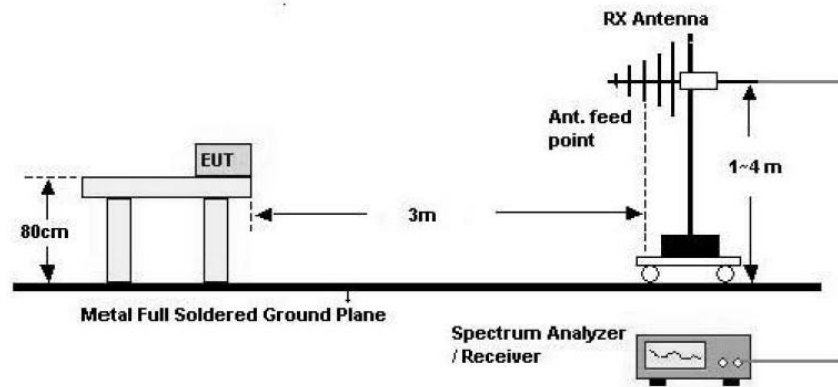 RX Antenna
Ant. feed
point
1~4 m
EUT
3m
80cm
Metal Full Soldered Ground Plane
Spectrum Analyzer
/ Receiver